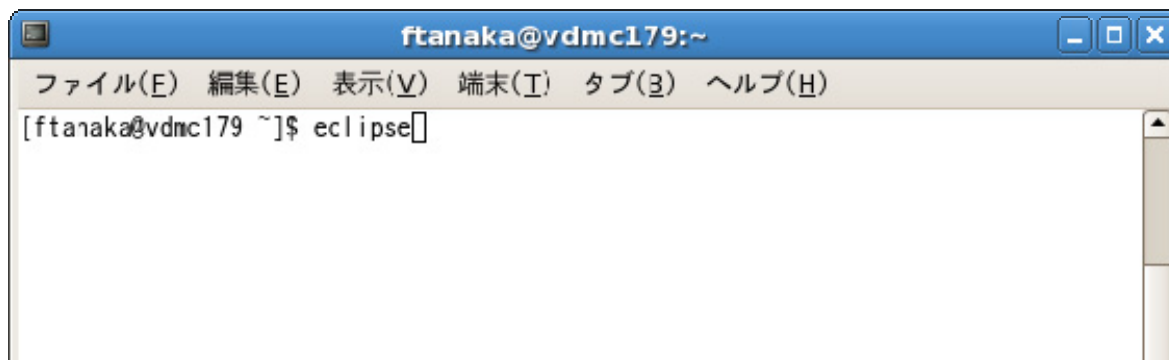 ftanaka@vdmc179:~
ファイル(F) 編集(E) 表示(V) 端末(T) タブ(B) ヘルプ(H)
[ftanaka@vdmc179 ~]$ eclipse